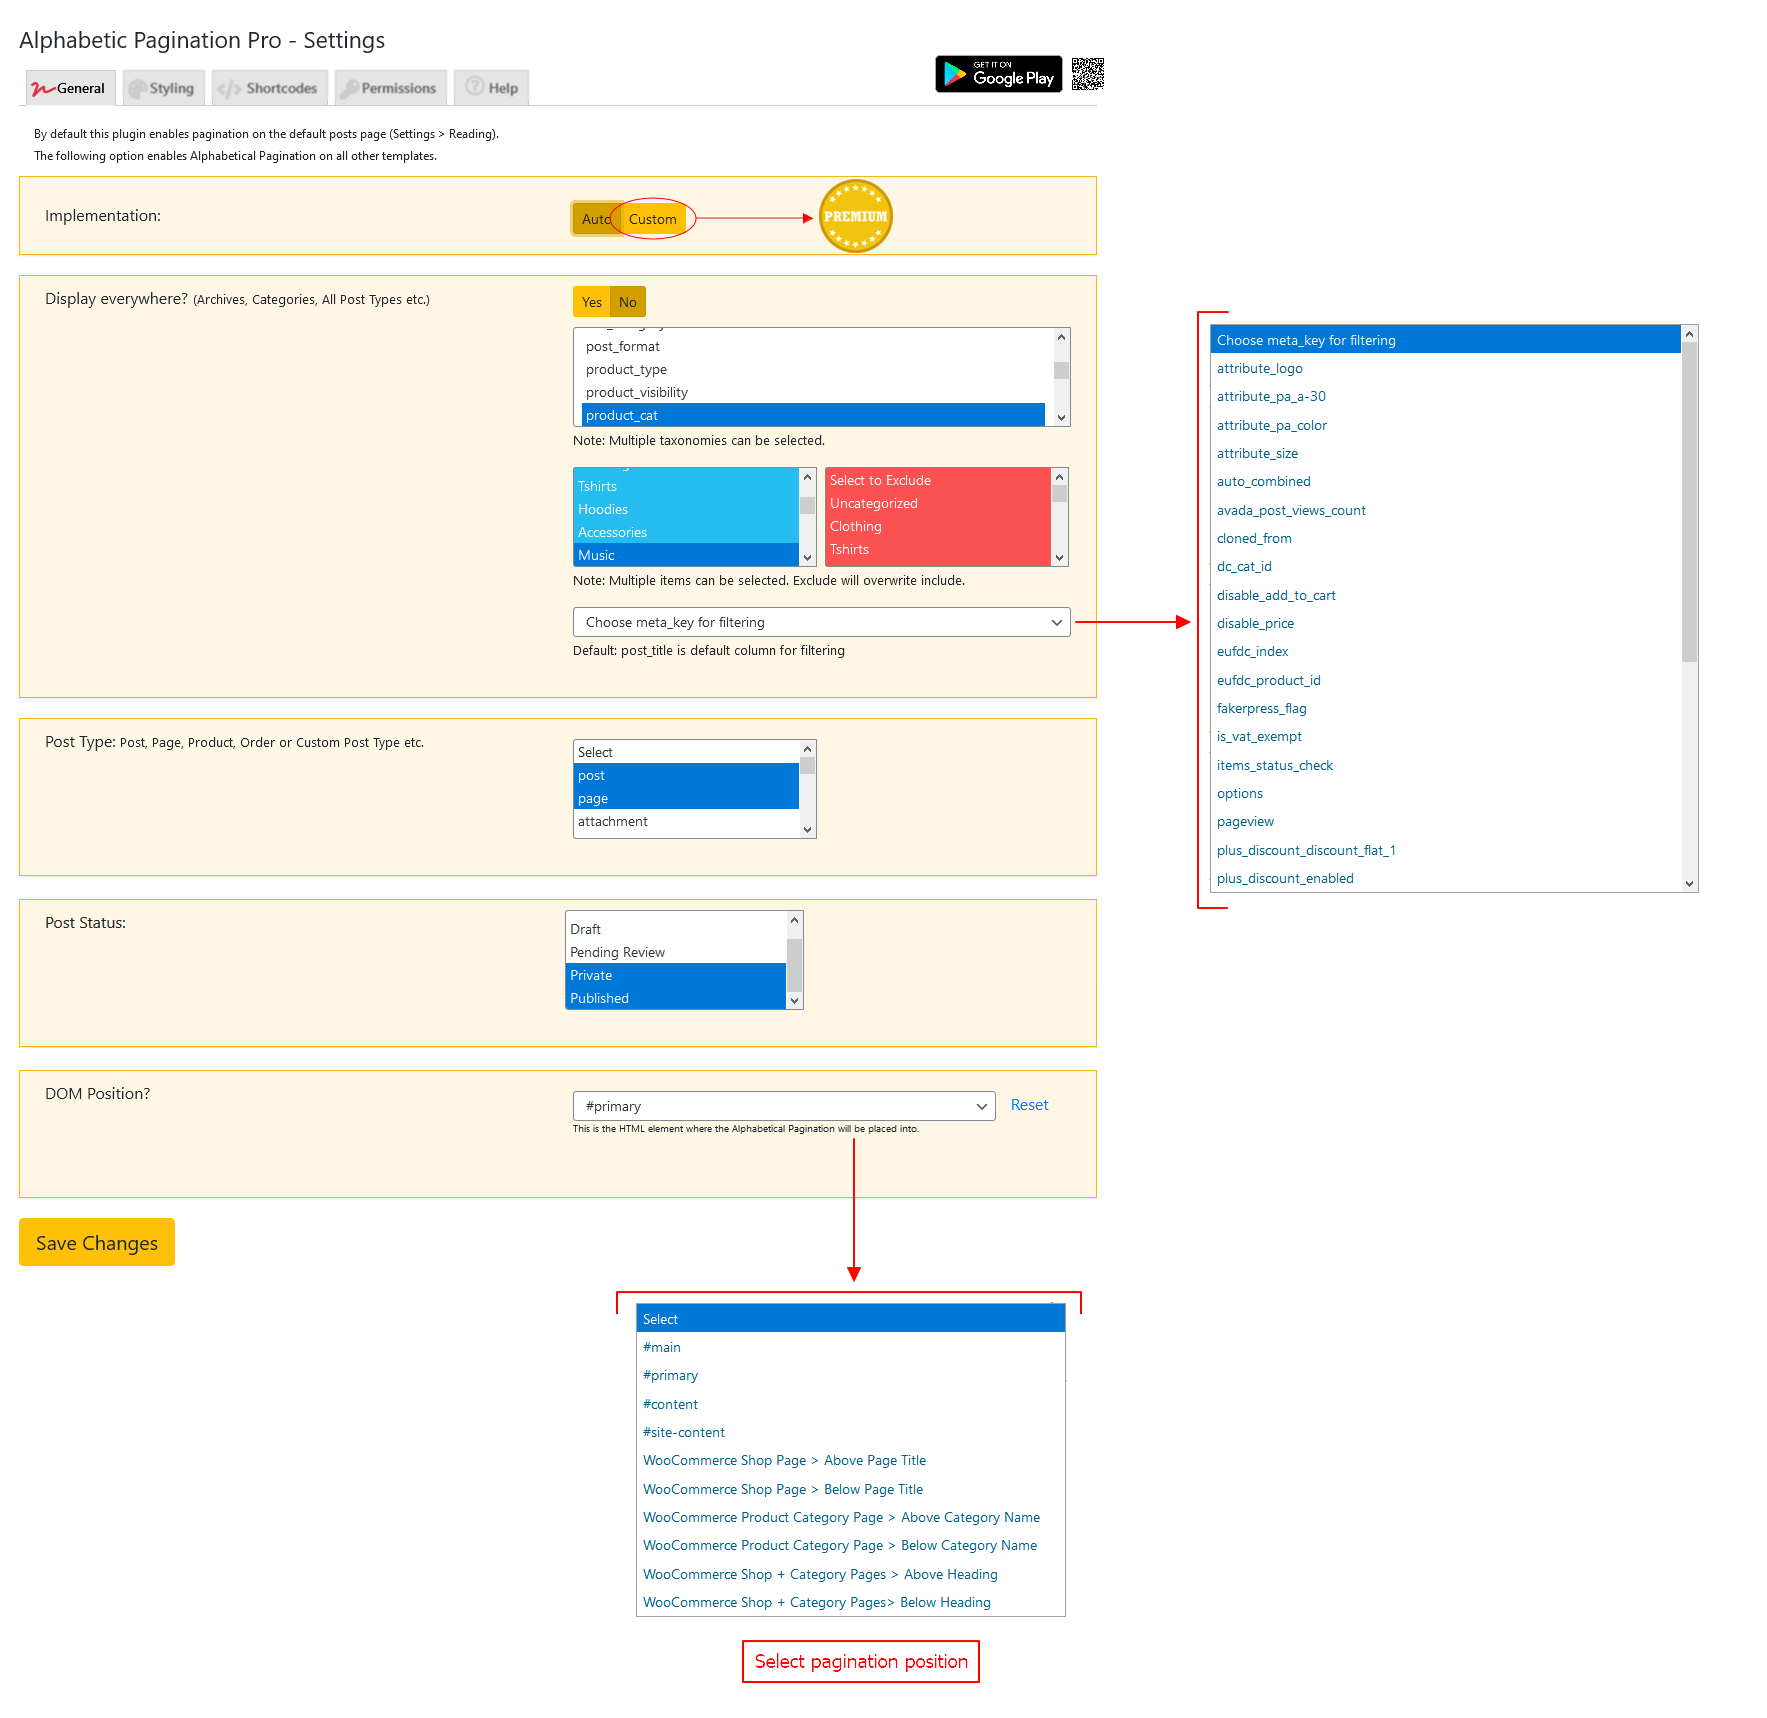 Alphabetic Pagination Pro - Settings
General
Styling
Shortcodes
Permissions
Help
GET IT ON
Google Play
By default this plugin enables pagination on the default posts page (Settings > Reading).
The following option enables Alphabetical Pagination on all other templates.
Implementation:
Auto
Custom
PREMIUM
Display everywhere? (Archives, Categories, All Post Types etc.)
Yes
No
post_format
product_type
product_visibility
product_cat
Note: Multiple taxonomies can be selected.
Tshirts
Hoodies
Accessories
Music
Select to Exclude
Uncategorized
Clothing
Tshirts
Note: Multiple items can be selected. Exclude will overwrite include.
Choose meta_key for filtering
Default: post_title is default column for filtering
Choose meta_key for filtering
attribute_logo
attribute_pa_a-30
attribute_pa_color
attribute_size
auto_combined
avada_post_views_count
cloned_from
dc_cat_id
disable_add_to_cart
disable_price
eufdc_index
eufdc_product_id
fakerpress_flag
is_vat_exempt
items_status_check
options
pageview
plus_discount_discount_flat_1
plus_discount_enabled
Post Type: Post, Page, Product, Order or Custom Post Type etc.
Select
post
page
attachment
Post Status:
Draft
Pending Review
Private
Published
DOM Position?
#primary
Reset
This is the HTML element where the Alphabetical Pagination will be placed into.
Save Changes
Select
#main
#primary
#content
#site-content
WooCommerce Shop Page > Above Page Title
WooCommerce Shop Page > Below Page Title
WooCommerce Product Category Page > Above Category Name
WooCommerce Product Category Page > Below Category Name
WooCommerce Shop + Category Pages > Above Heading
WooCommerce Shop + Category Pages> Below Heading
Select pagination position